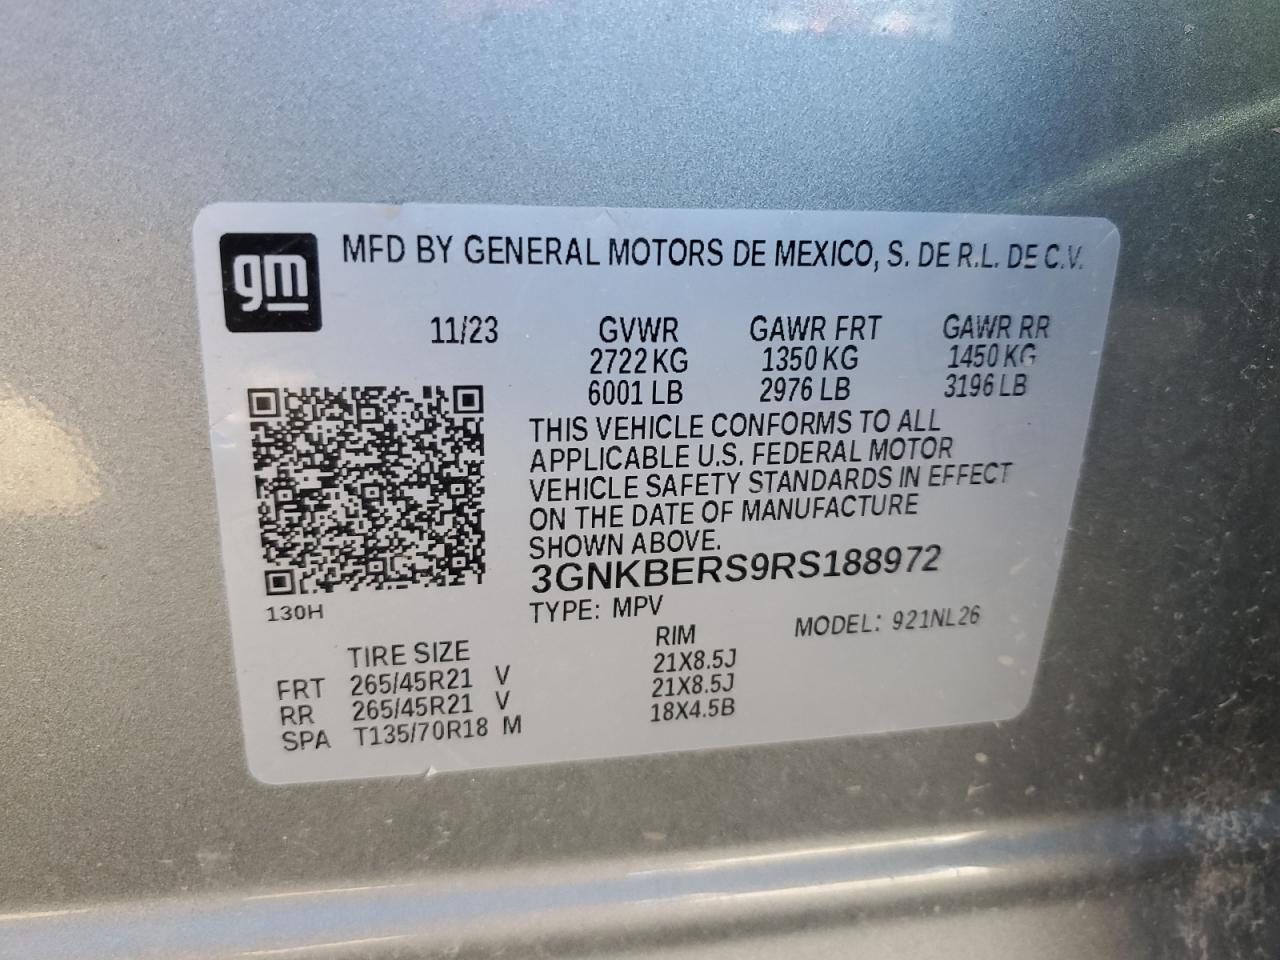 gm
MFD BY GENERAL MOTORS DE MEXICO, S. DE R.L. DE C.V.
11/23 GVWR GAWR FRT GAWR RR
2722 KG 1350 KG 1450 KG
6001 LB 2976 LB 3196 LB
THIS VEHICLE CONFORMS TO ALL
APPLICABLE U.S. FEDERAL MOTOR
VEHICLE SAFETY STANDARDS IN EFFECT
ON THE DATE OF MANUFACTURE
SHOWN ABOVE.
3GNKBERS9RS188972
130H
TYPE: MPV MODEL: 921NL26
TIRE SIZE RIM
FRT 265/45R21 V 21X8.5J
RR 265/45R21 V 21X8.5J
SPA T135/70R18 M 18X4.5B